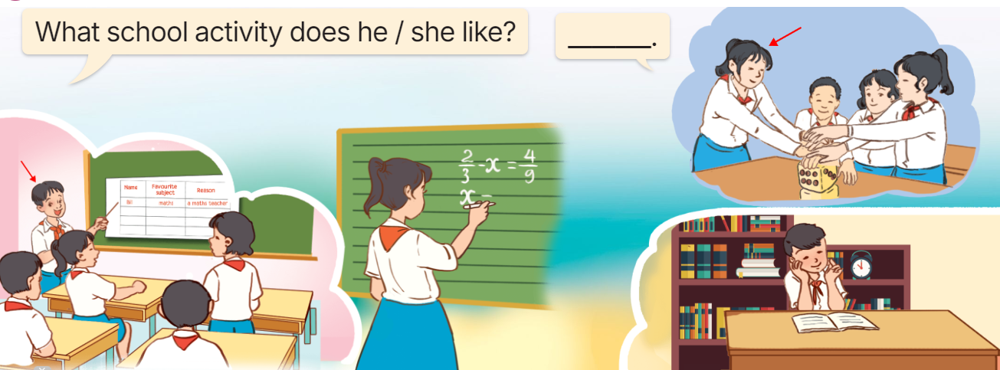 What school activity does he / she like?
______.
Name Favourite subject Reason
Bill maths a maths teacher
2/3 - x = 4/9
x =